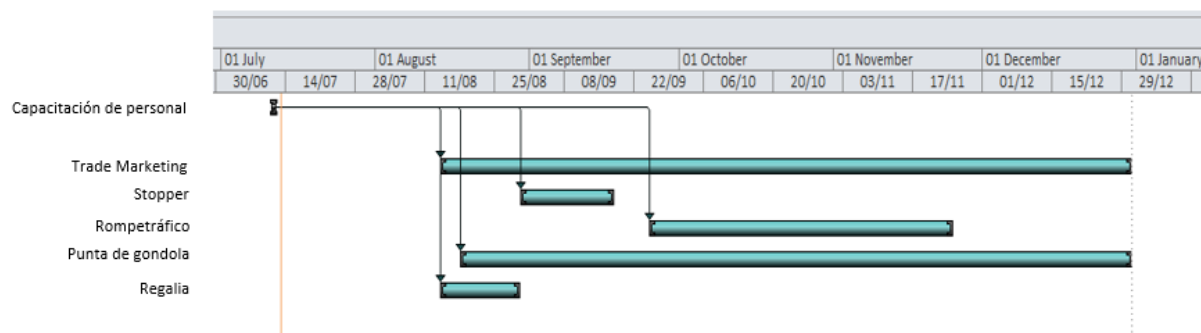 01 July 01 August 01 September 01 October 01 November 01 December 01 January
30/06 14/07 28/07 11/08 25/08 08/09 22/09 06/10 20/10 03/11 17/11 01/12 15/12 29/12
Capacitación de personal
Trade Marketing
Stopper
Rompetráfico
Punta de gondola
Regalia